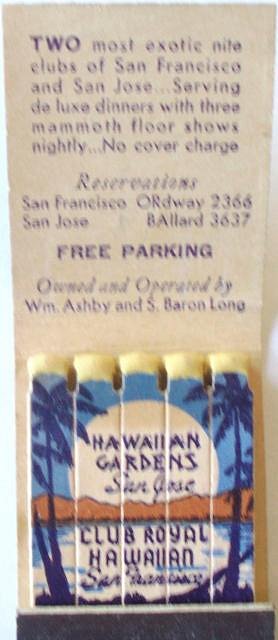 TWO most exotic nite
clubs of San Francisco
and San Jose...Serving
de luxe dinners with three
mammoth floor shows
nightly...No cover charge
Reservations
San Francisco ORdway 2366
San Jose BAllard 3637
FREE PARKING
Owned and Operated by
Wm. Ashby and S. Baron Long
HAWAIIAN
GARDENS
San Jose
CLUB ROYAL
HAWAIIAN
San Francisco